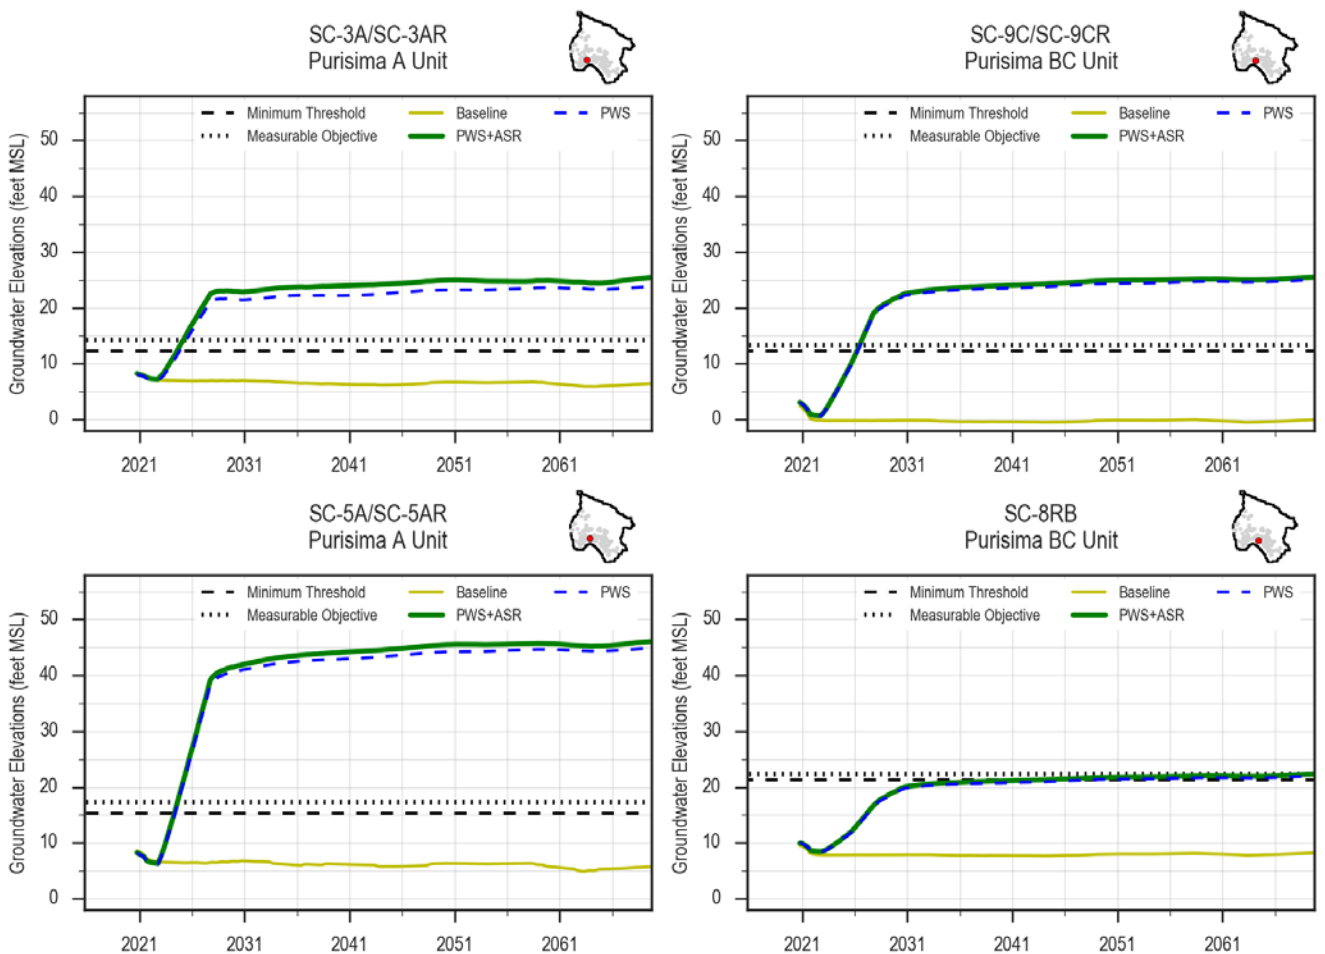 SC-3A/SC-3AR
Purisima A Unit
Minimum Threshold
Baseline
PWS
Measurable Objective
PWS+ASR
Groundwater Elevations (feet MSL)
50
40
30
20
10
0
2021
2031
2041
2051
2061
SC-9C/SC-9CR
Purisima BC Unit
Minimum Threshold
Baseline
PWS
Measurable Objective
PWS+ASR
Groundwater Elevations (feet MSL)
50
40
30
20
10
0
2021
2031
2041
2051
2061
SC-5A/SC-5AR
Purisima A Unit
Minimum Threshold
Baseline
PWS
Measurable Objective
PWS+ASR
Groundwater Elevations (feet MSL)
50
40
30
20
10
0
2021
2031
2041
2051
2061
SC-8RB
Purisima BC Unit
Minimum Threshold
Baseline
PWS
Measurable Objective
PWS+ASR
Groundwater Elevations (feet MSL)
50
40
30
20
10
0
2021
2031
2041
2051
2061